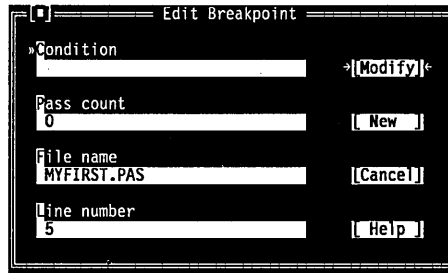 [■] Edit Breakpoint
»Condition
→[Modify]←
Pass count
0
[ New ]
File name
MYFIRST.PAS
[Cancel]
Line number
5
[ Help ]